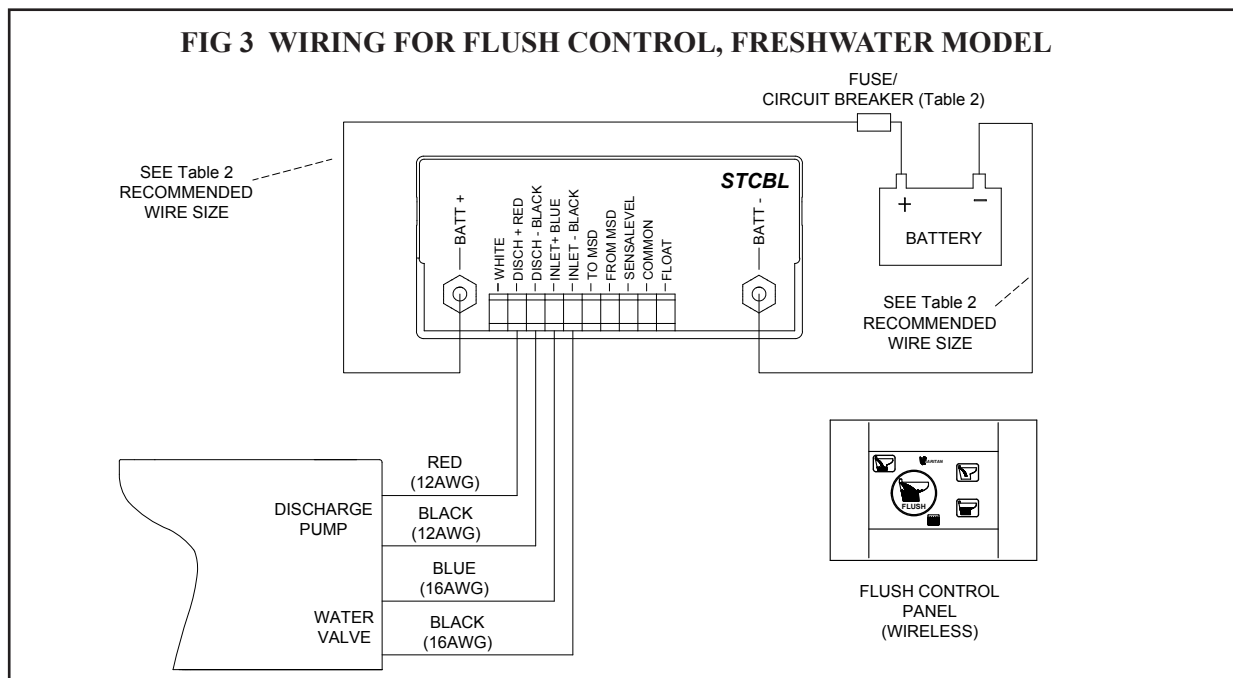 FIG 3 WIRING FOR FLUSH CONTROL, FRESHWATER MODEL
FUSE/
CIRCUIT BREAKER (Table 2)
SEE Table 2
RECOMMENDED
WIRE SIZE
STCBL
BATT +
WHITE
DISCH + RED
DISCH - BLACK
INLET+ BLUE
INLET - BLACK
TO MSD
FROM MSD
SENSALEVEL
COMMON
FLOAT
BATT -
+ −
BATTERY
SEE Table 2
RECOMMENDED
WIRE SIZE
DISCHARGE
PUMP
WATER
VALVE
RED
(12AWG)
BLACK
(12AWG)
BLUE
(16AWG)
BLACK
(16AWG)
FLUSH
FLUSH CONTROL
PANEL
(WIRELESS)